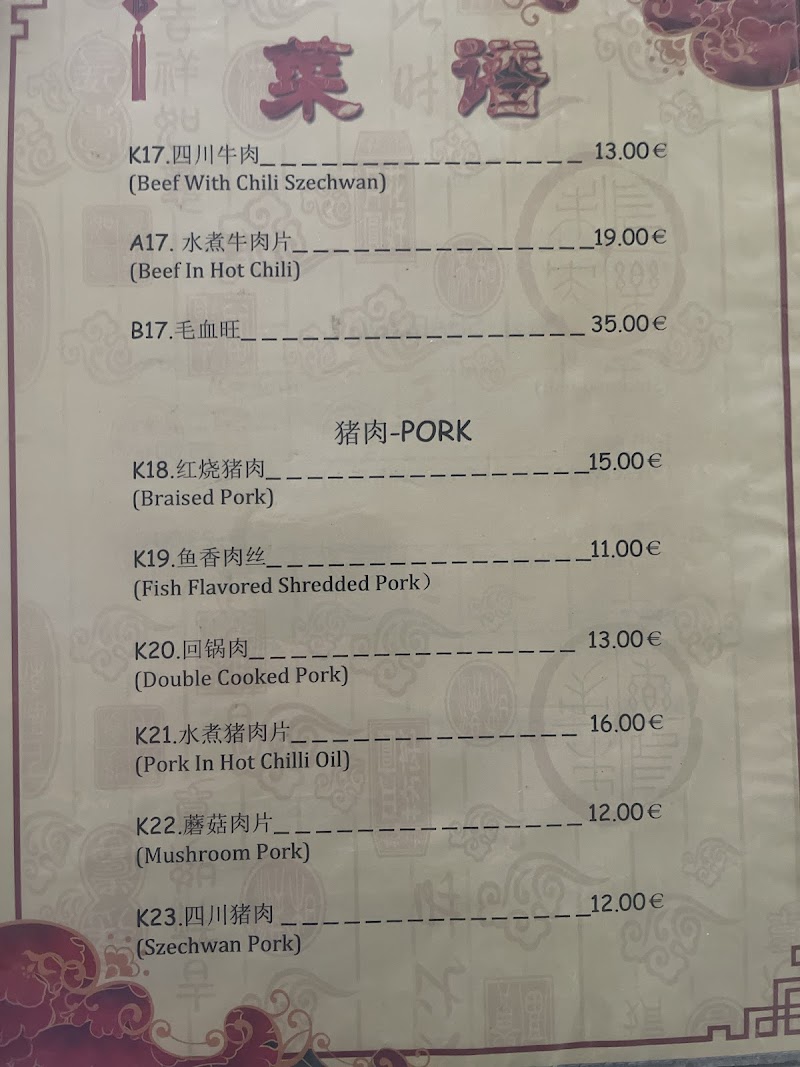 菜谱
K17.四川牛肉________________ 13.00€
(Beef With Chili Szechwan)
A17. 水煮牛肉片_______________19.00€
(Beef In Hot Chili)
B17.毛血旺_________________ 35.00€
猪肉-PORK
K18.红烧猪肉________________15.00€
(Braised Pork)
K19.鱼香肉丝________________11.00€
(Fish Flavored Shredded Pork）
K20.回锅肉________________ 13.00€
(Double Cooked Pork)
K21.水煮猪肉片______________ 16.00€
(Pork In Hot Chilli Oil)
K22.蘑菇肉片_______________ 12.00€
(Mushroom Pork)
K23.四川猪肉 _______________12.00€
(Szechwan Pork)